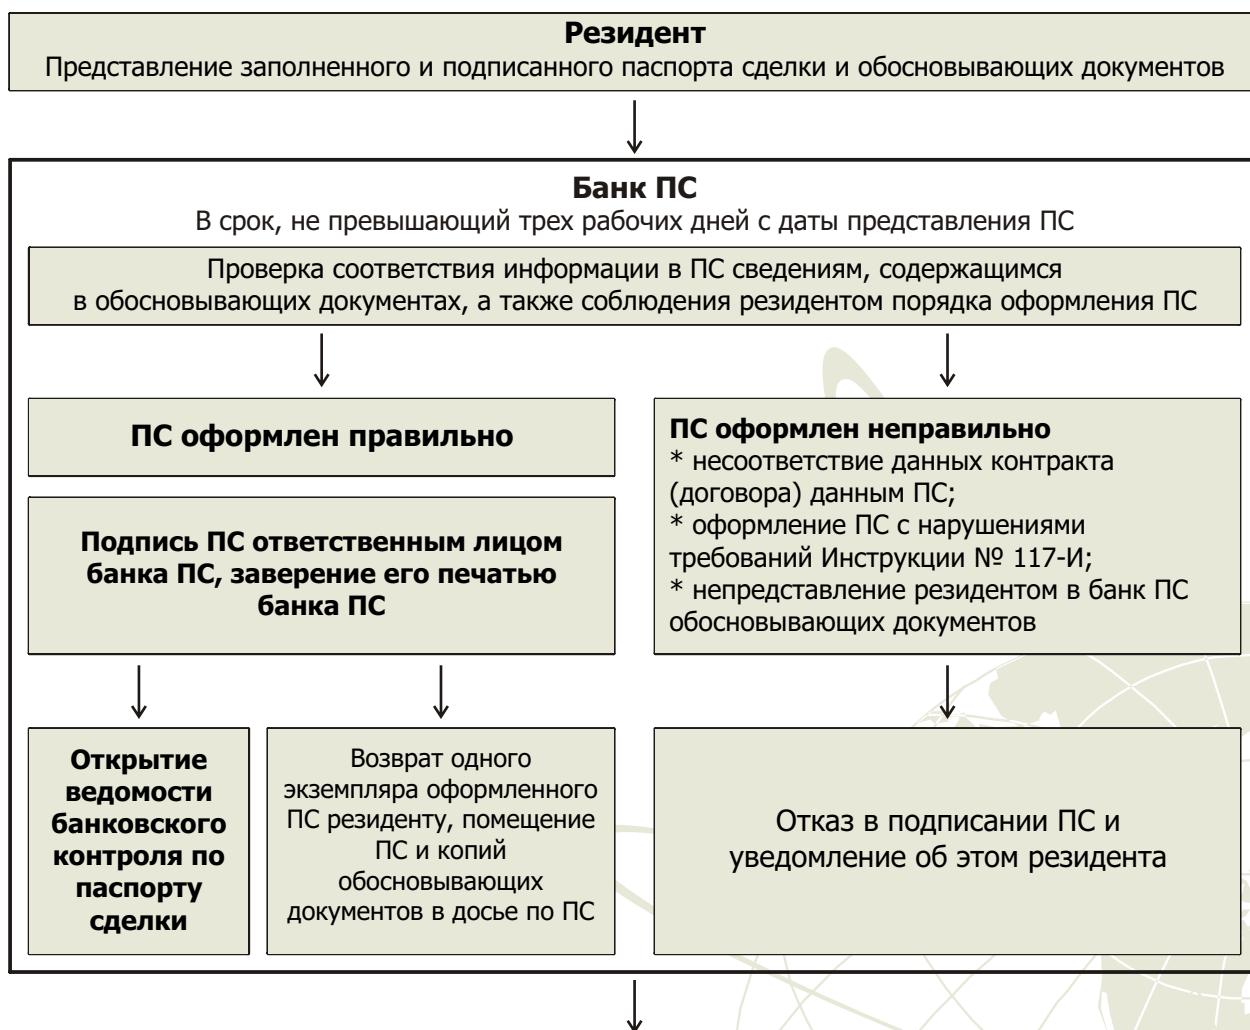 Резидент
Представление заполненного и подписанного паспорта сделки и обосновывающих документов
Банк ПС
В срок, не превышающий трех рабочих дней с даты представления ПС
Проверка соответствия информации в ПС сведениям, содержащимся
в обосновывающих документах, а также соблюдения резидентом порядка оформления ПС
ПС оформлен правильно
Подпись ПС ответственным лицом
банка ПС, заверение его печатью
банка ПС
ПС оформлен неправильно
* несоответствие данных контракта
(договора) данным ПС;
* оформление ПС с нарушениями
требований Инструкции № 117-И;
* непредставление резидентом в банк ПС
обосновывающих документов
Открытие
ведомости
банковского
контроля по
паспорту
сделки
Возврат одного
экземпляра оформленного
ПС резиденту, помещение
ПС и копий
обосновывающих
документов в досье по ПС
Отказ в подписании ПС и
уведомление об этом резидента